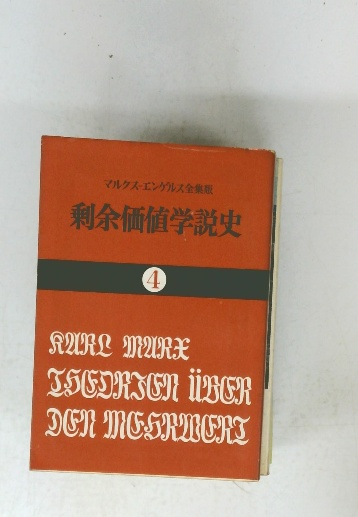 マルクス=エンゲルス全集版
剰余価値学説史
4
KARL MARX
THEORIEN ÜBER
DEN MEHRWERT